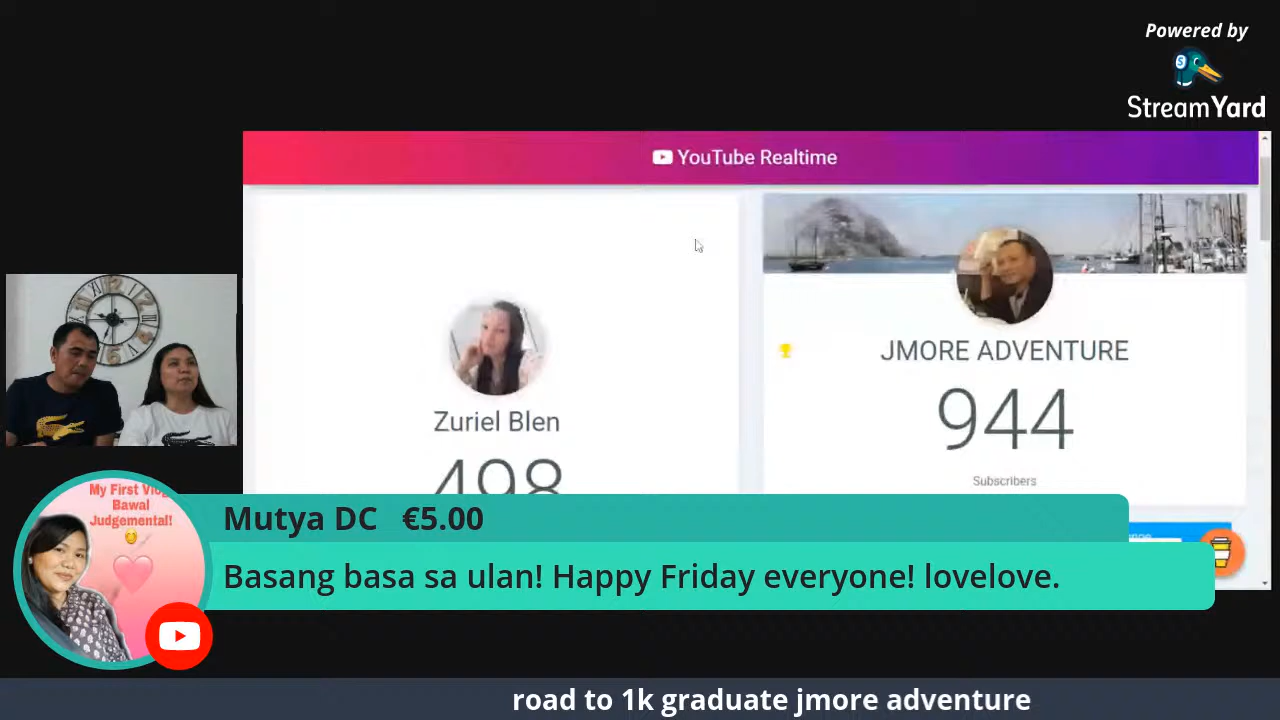 Powered by
StreamYard
YouTube Realtime
Zuriel Blen
498
JMORE ADVENTURE
944
Subscribers
My First Vlog
Bawal
Judgemental!
Mutya DC €5.00
Basang basa sa ulan! Happy Friday everyone! lovelove.
road to 1k graduate jmore adventure